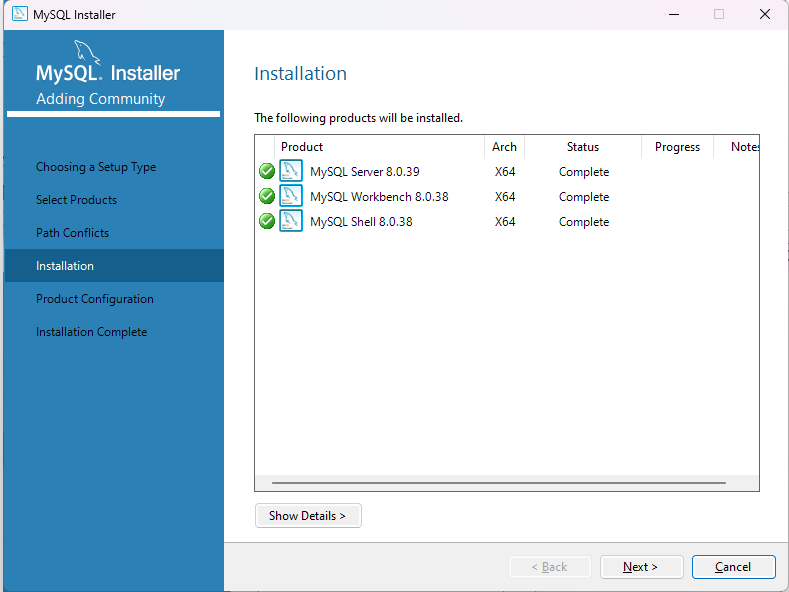 MySQL Installer
MySQL. Installer
Adding Community
Choosing a Setup Type
Select Products
Path Conflicts
Installation
Product Configuration
Installation Complete
Installation
The following products will be installed.
Product Arch Status Progress Notes
MySQL Server 8.0.39 X64 Complete
MySQL Workbench 8.0.38 X64 Complete
MySQL Shell 8.0.38 X64 Complete
Show Details >
< Back Next > Cancel